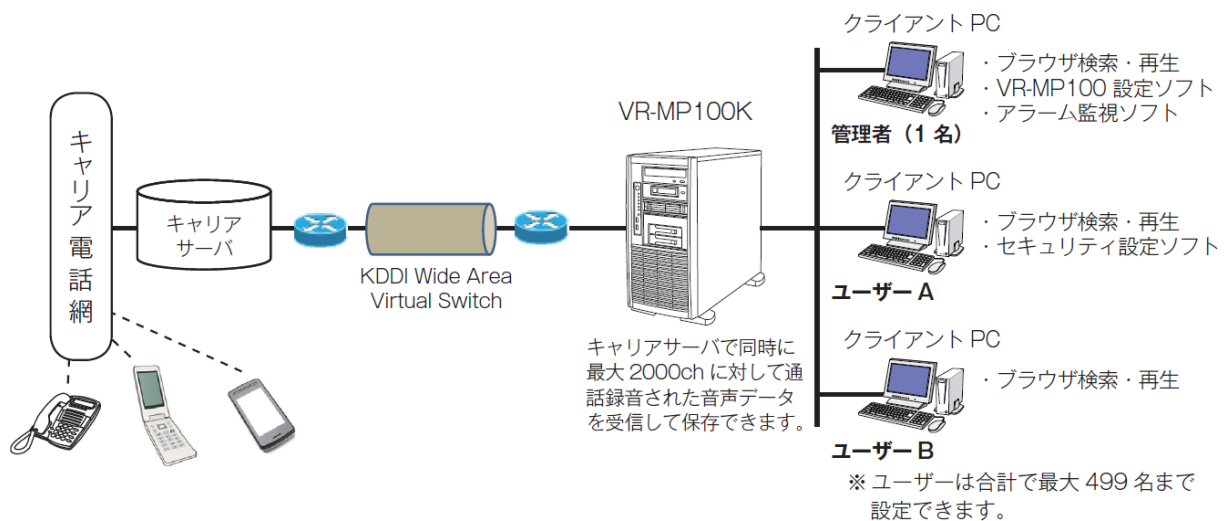 キャリア電話網
キャリア
サーバ
KDDI Wide Area
Virtual Switch
VR-MP100K
キャリアサーバで同時に
最大 2000ch に対して通
話録音された音声データ
を受信して保存できます。
クライアント PC
・ブラウザ検索・再生
・VR-MP100 設定ソフト
・アラーム監視ソフト
管理者（1 名）
クライアント PC
・ブラウザ検索・再生
・セキュリティ設定ソフト
ユーザー A
クライアント PC
・ブラウザ検索・再生
ユーザー B
※ ユーザーは合計で最大 499 名まで
設定できます。